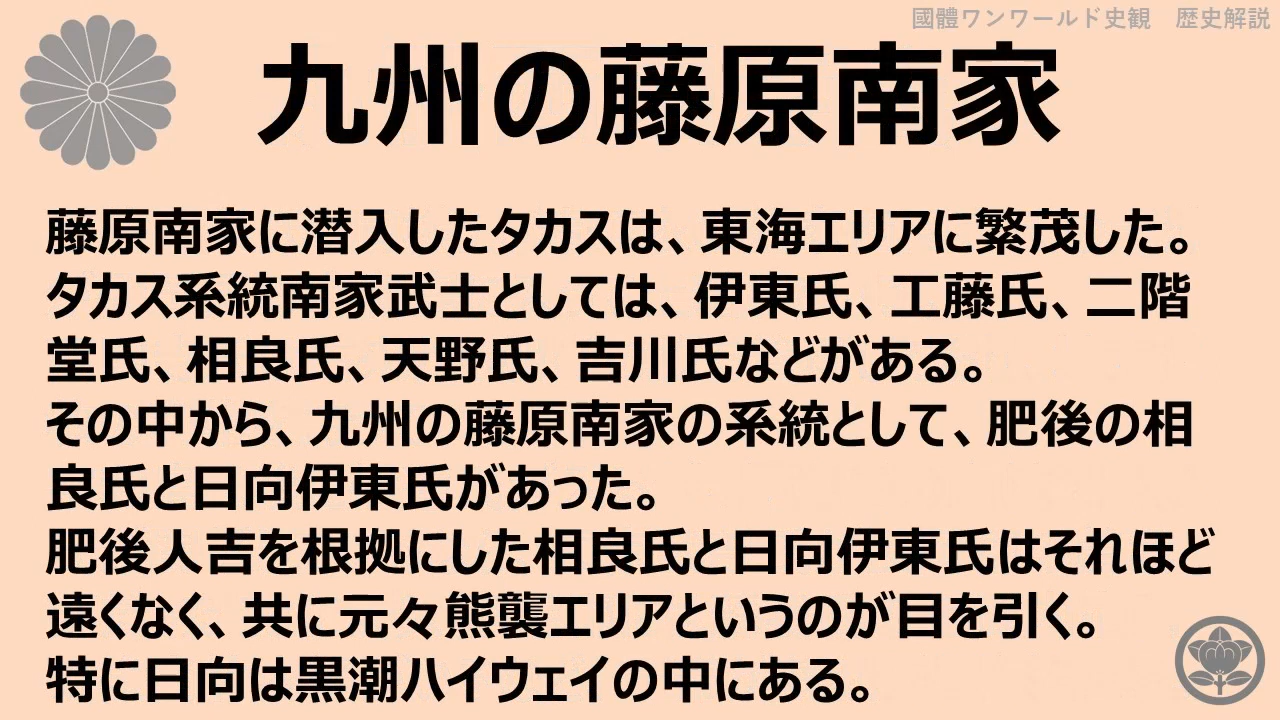 國體ワンワールド史観　歴史解説
九州の藤原南家
藤原南家に潜入したタカスは、東海エリアに繁茂した。
タカス系統南家武士としては、伊東氏、工藤氏、二階
堂氏、相良氏、天野氏、吉川氏などがある。
その中から、九州の藤原南家の系統として、肥後の相
良氏と日向伊東氏があった。
肥後人吉を根拠にした相良氏と日向伊東氏はそれほど
遠くなく、共に元々熊襲エリアというのが目を引く。
特に日向は黒潮ハイウェイの中にある。